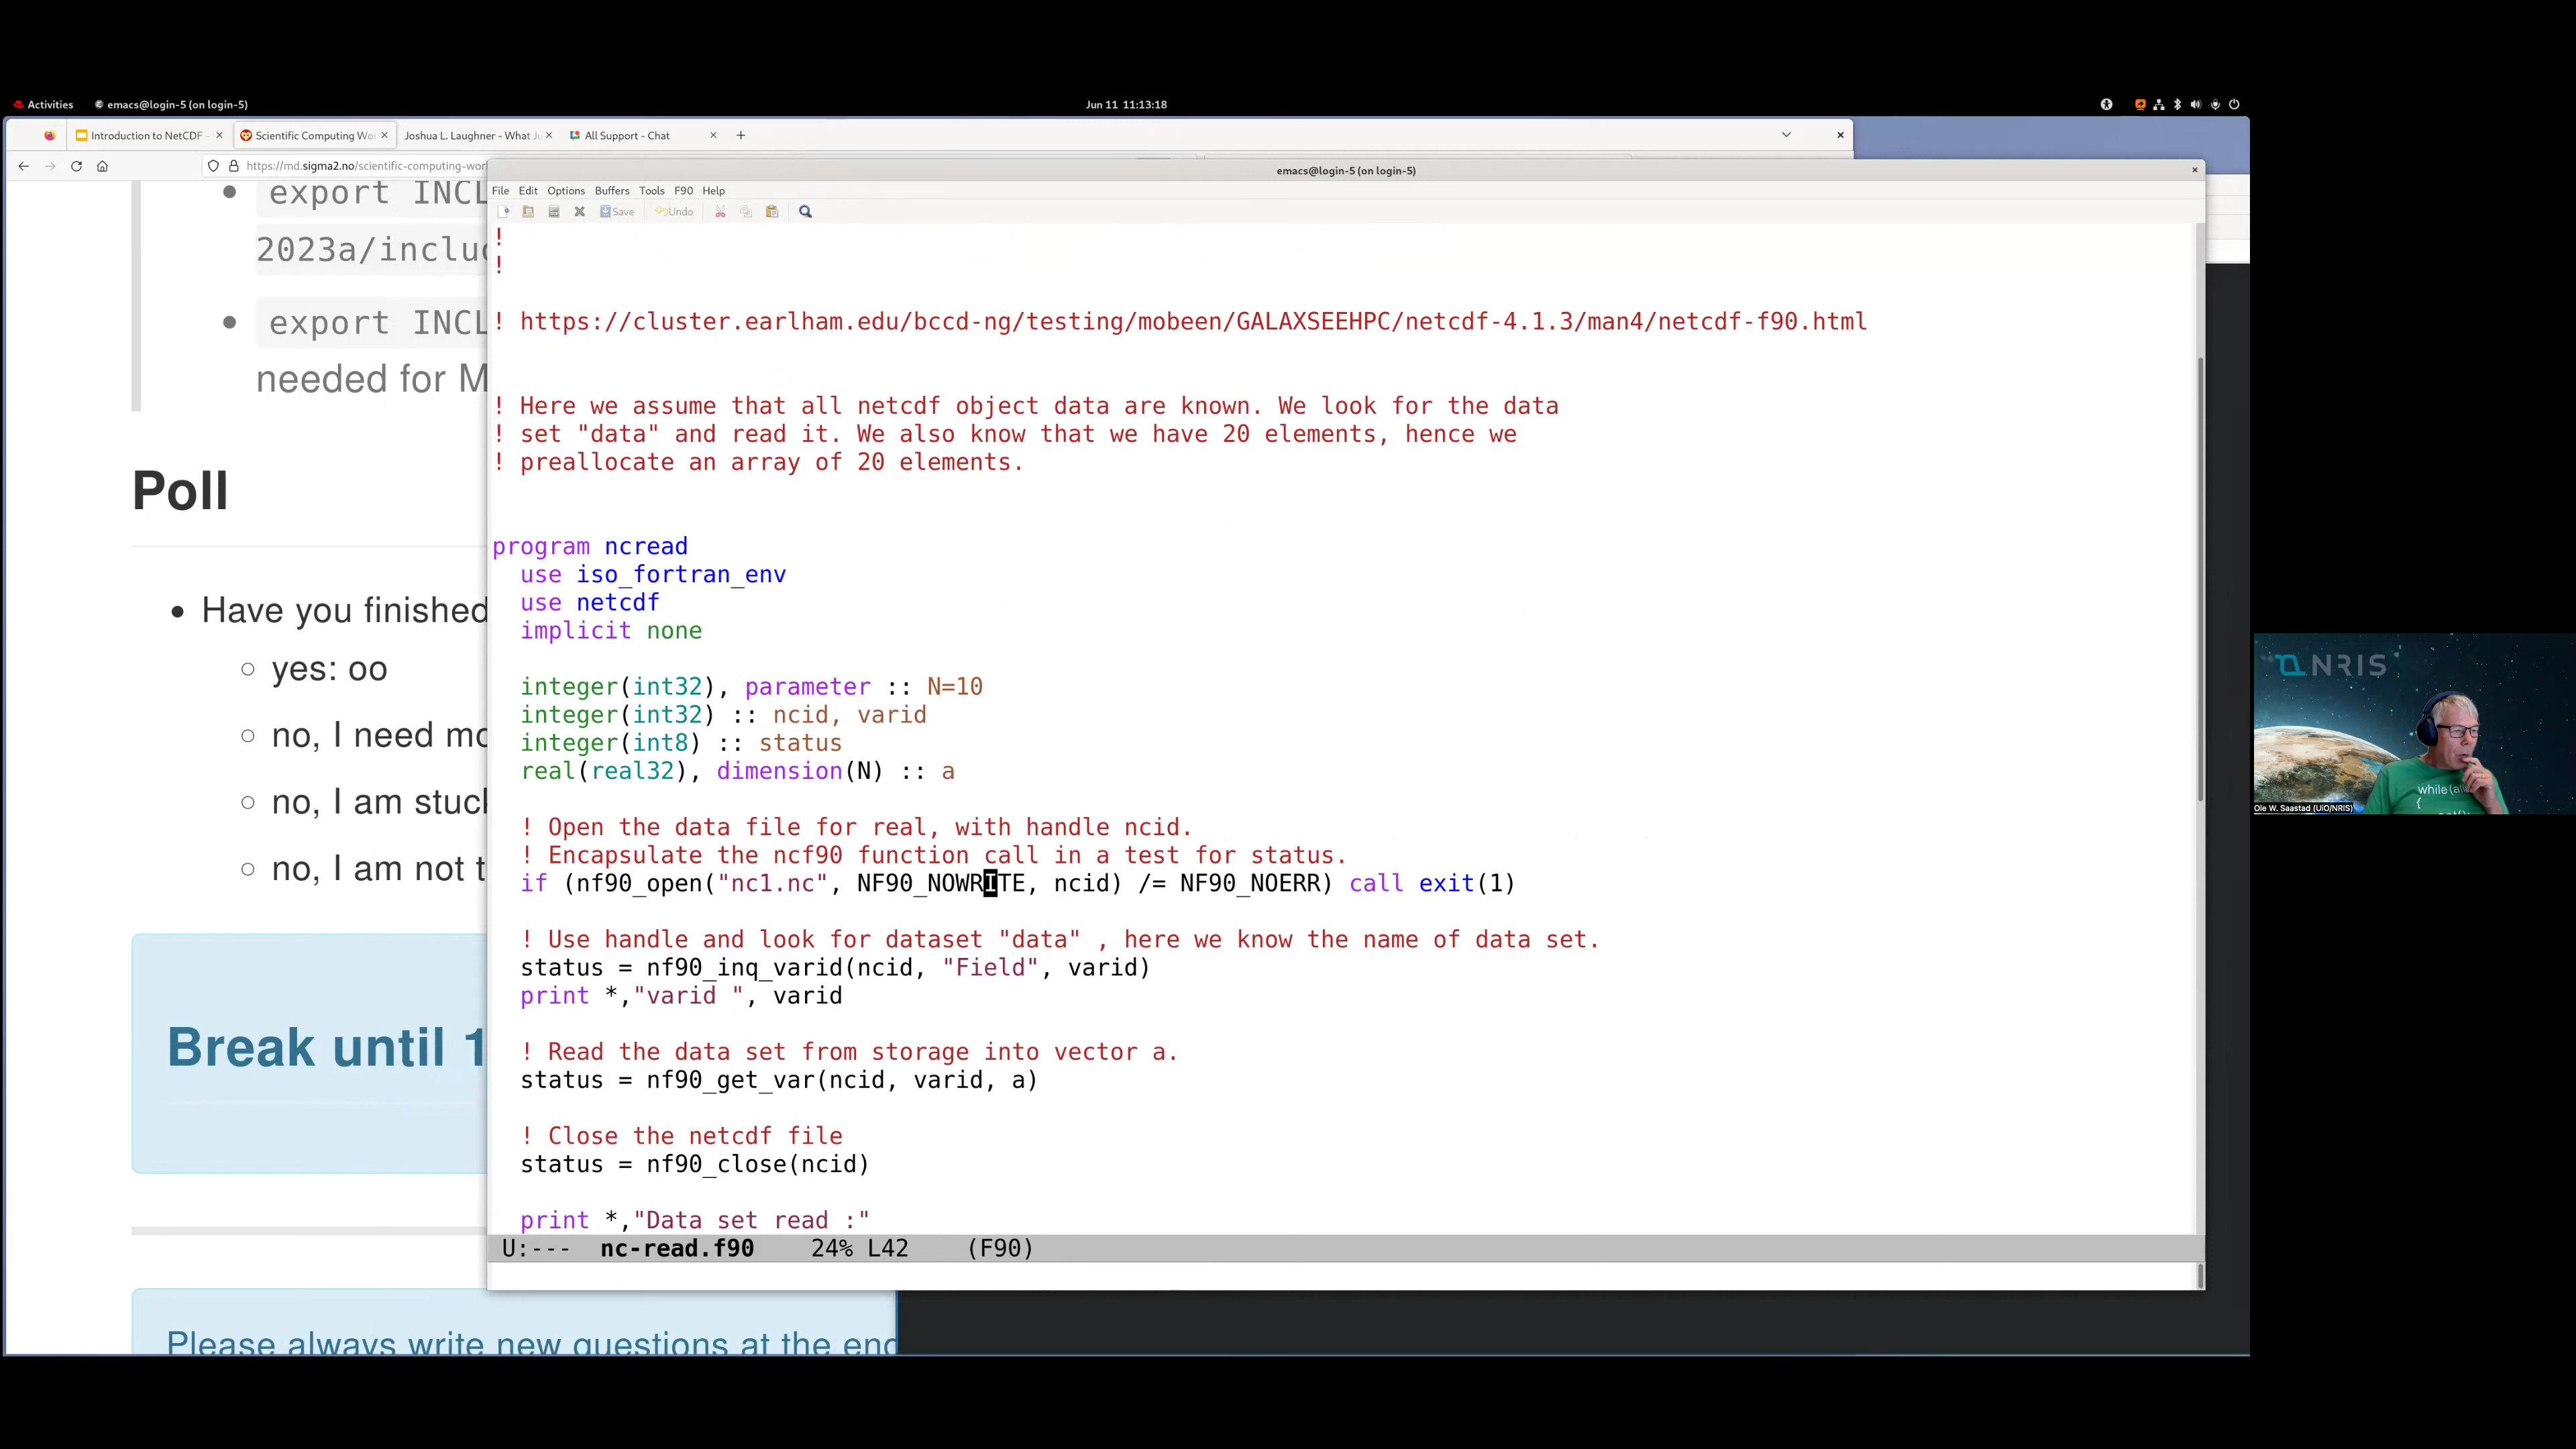 Activities emacs@login-5 (on login-5) Jun 11 11:13:18
Introduction to NetCDF - Scientific Computing Wor Joshua L. Laughner - What Ju All Support - Chat
https://md.sigma2.no/scientific-computing-wor
export INCL
2023a/includ
export INCL
needed for M
Poll
Have you finished
yes: oo
no, I need mo
no, I am stuck
no, I am not t
Break until 1
Please always write new questions at the end
emacs@login-5 (on login-5)
File Edit Options Buffers Tools F90 Help
Save Undo
!
!
! https://cluster.earlham.edu/bccd-ng/testing/mobeen/GALAXSEEHPC/netcdf-4.1.3/man4/netcdf-f90.html
! Here we assume that all netcdf object data are known. We look for the data
! set "data" and read it. We also know that we have 20 elements, hence we
! preallocate an array of 20 elements.
program ncread
use iso_fortran_env
use netcdf
implicit none
integer(int32), parameter :: N=10
integer(int32) :: ncid, varid
integer(int8) :: status
real(real32), dimension(N) :: a
! Open the data file for real, with handle ncid.
! Encapsulate the ncf90 function call in a test for status.
if (nf90_open("nc1.nc", NF90_NOWRITE, ncid) /= NF90_NOERR) call exit(1)
! Use handle and look for dataset "data" , here we know the name of data set.
status = nf90_inq_varid(ncid, "Field", varid)
print *,"varid ", varid
! Read the data set from storage into vector a.
status = nf90_get_var(ncid, varid, a)
! Close the netcdf file
status = nf90_close(ncid)
print *,"Data set read :"
U:--- nc-read.f90 24% L42 (F90)
NRIS
while(
{
Ole W. Saastad (UiO/NRIS)